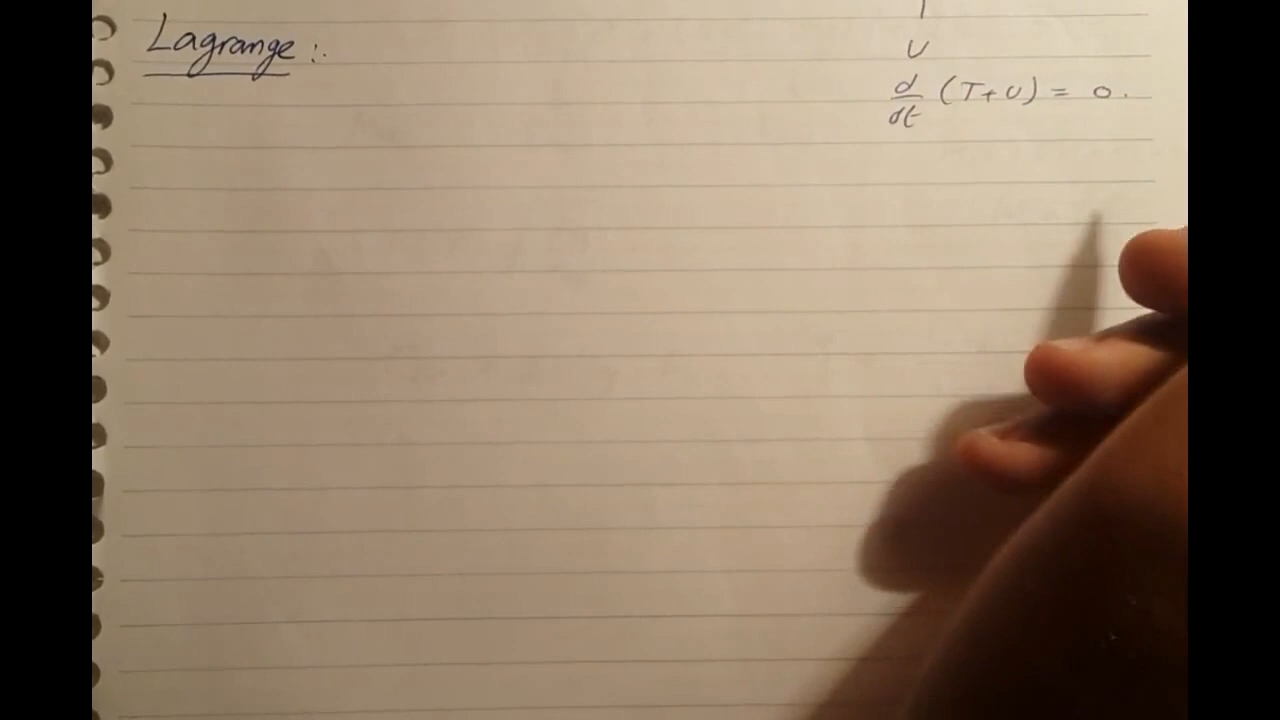 Lagrange :.
U
d/dt (T+U) = 0.